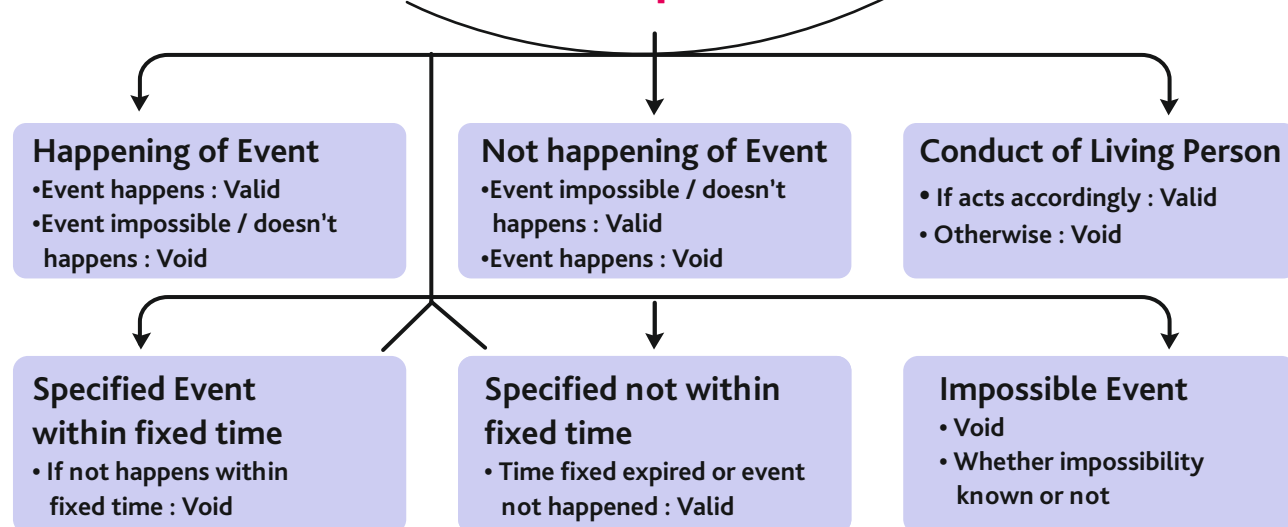 Happening of Event
•Event happens : Valid
•Event impossible / doesn't
happens : Void
Not happening of Event
•Event impossible / doesn't
happens : Valid
•Event happens : Void
Conduct of Living Person
• If acts accordingly : Valid
• Otherwise : Void
Specified Event
within fixed time
• If not happens within
fixed time : Void
Specified not within
fixed time
• Time fixed expired or event
not happened : Valid
Impossible Event
• Void
• Whether impossibility
known or not